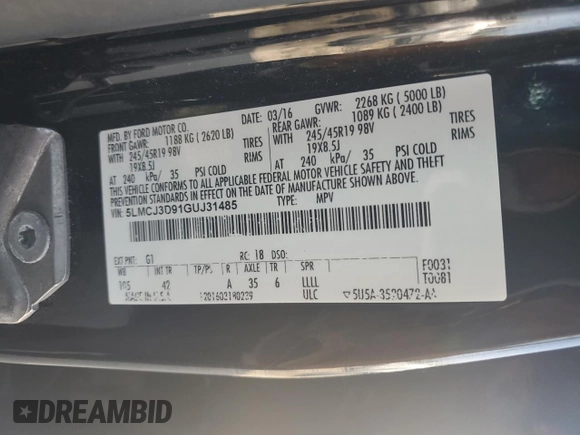 MFD. BY FORD MOTOR CO.
DATE: 03/16 GVWR: 2268 KG ( 5000 LB)
FRONT GAWR: 1188 KG ( 2620 LB) REAR GAWR: 1089 KG ( 2400 LB)
WITH 245/45R19 98V TIRES WITH 245/45R19 98V TIRES
19X8.5J RIMS 19X8.5J RIMS
AT 240 kPa/ 35 PSI COLD AT 240 kPa/ 35 PSI COLD
THIS VEHICLE CONFORMS TO ALL APPLICABLE FEDERAL MOTOR VEHICLE SAFETY AND THEFT
PREVENTION STANDARDS IN EFFECT ON THE DATE OF MANUFACTURE SHOWN ABOVE.
VIN: 5LMCJ3D91GUJ31485 TYPE: MPV
EXT PNT: G1 RC: 18 DSO: F0031
WB INT TR TP/PS R AXLE TR SPR T0081
42 A 35 6 LLLL
MADE IN U.S.A. ULC
DREAMBID